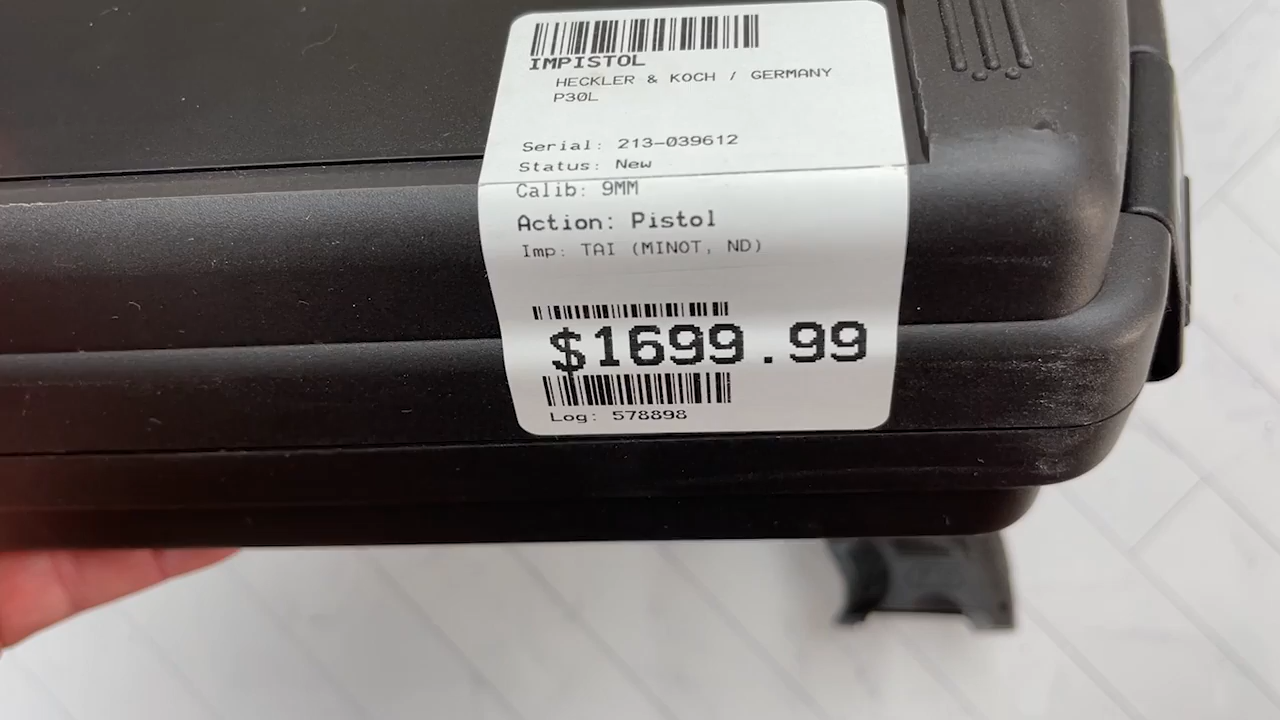 IMPISTOL
HECKLER & KOCH / GERMANY
P30L
Serial: 213-039612
Status: New
Calib: 9MM
Action: Pistol
Imp: TAI (MINOT, ND)
$1699.99
Log: 578898